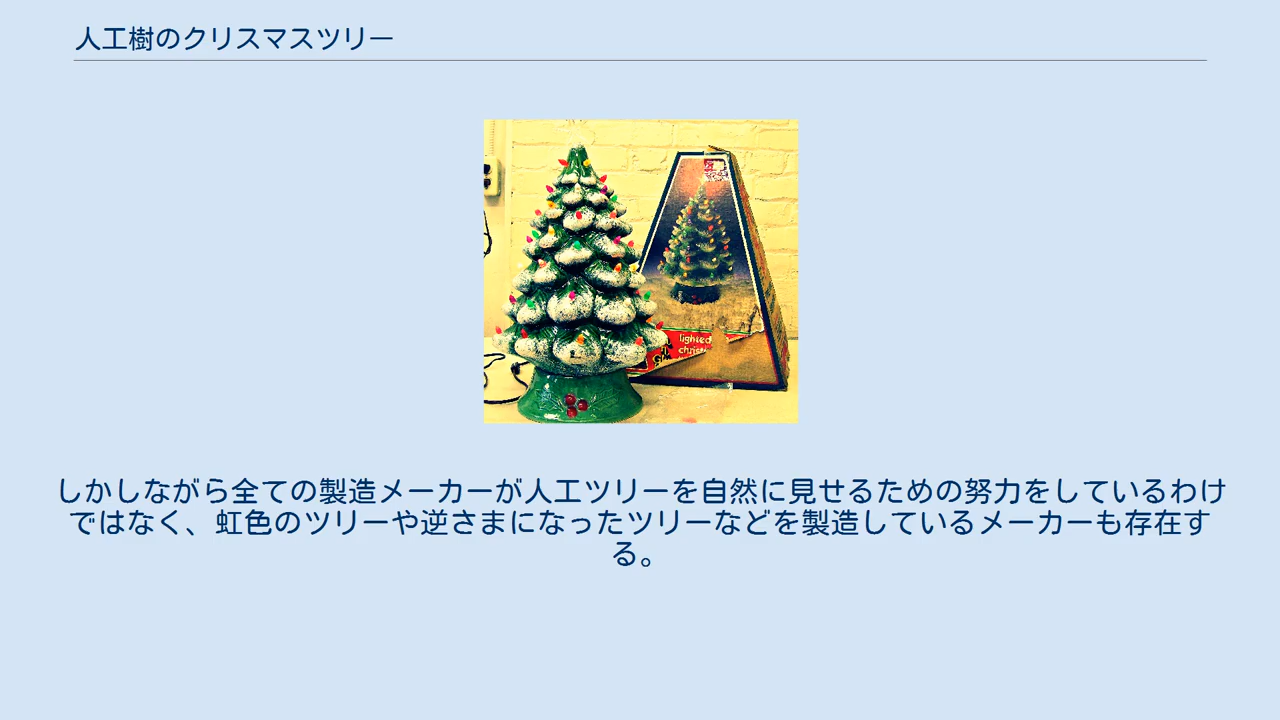 人工樹のクリスマスツリー
lighted
しかしながら全ての製造メーカーが人工ツリーを自然に見せるための努力をしているわけ
ではなく、虹色のツリーや逆さまになったツリーなどを製造しているメーカーも存在す
る。